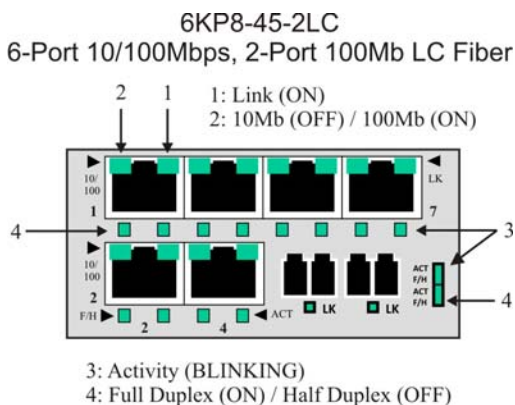 6KP8-45-2LC
6-Port 10/100Mbps, 2-Port 100Mb LC Fiber
2 1 1: Link (ON)
2: 10Mb (OFF) / 100Mb (ON)
10/
100
LK
1
7
4
3
10/
100
2
ACT
F/H
ACT
F/H
4
F/H
2
4
ACT
LK
LK
3: Activity (BLINKING)
4: Full Duplex (ON) / Half Duplex (OFF)